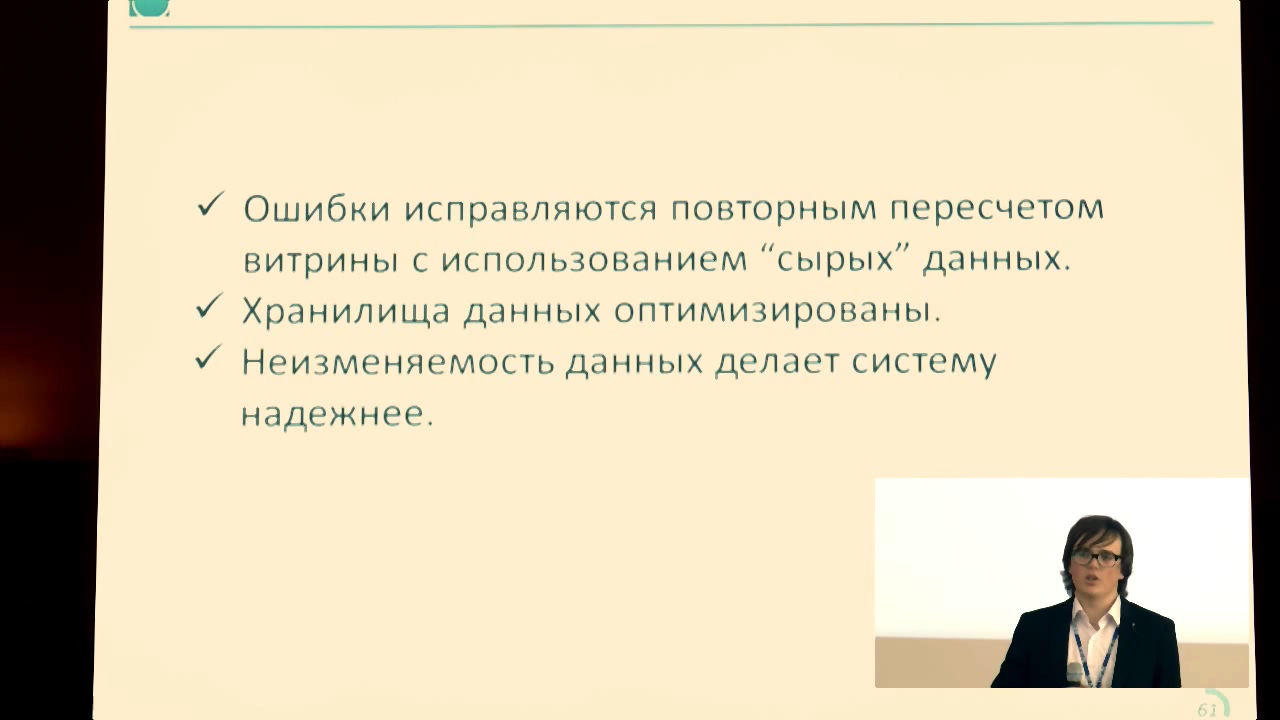 ✓ Ошибки исправляются повторным пересчетом
витрины с использованием “сырых” данных.
✓ Хранилища данных оптимизированы.
✓ Неизменяемость данных делает систему
надежнее.
61